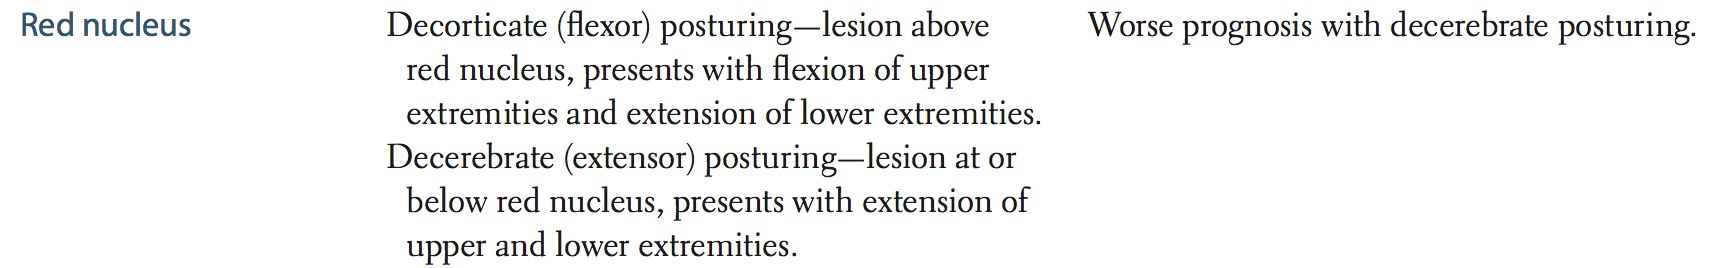 Red nucleus
Decorticate (flexor) posturing—lesion above
red nucleus, presents with flexion of upper
extremities and extension of lower extremities.
Decerebrate (extensor) posturing—lesion at or
below red nucleus, presents with extension of
upper and lower extremities.
Worse prognosis with decerebrate posturing.